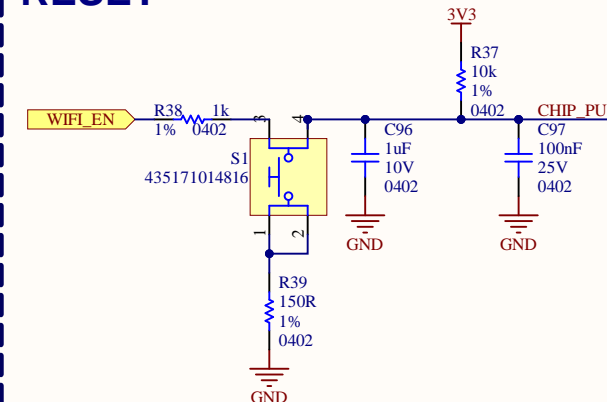 RESET
3V3
R37
10k
1%
0402
WIFI_EN
R38 1k
1% 0402
3 4
CHIP_PU
S1
435171014816
C96
1uF
10V
0402
C97
100nF
25V
0402
1 2
GND
GND
R39
150R
1%
0402
GND